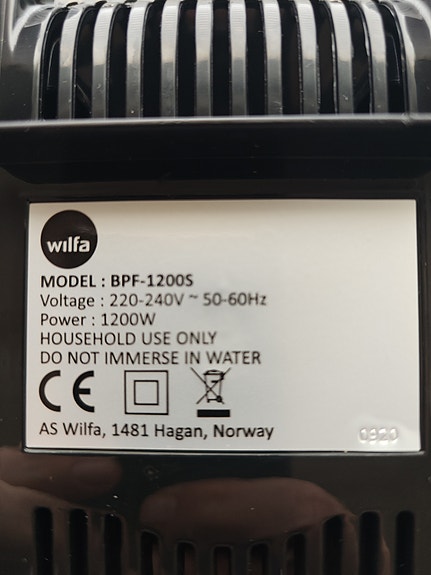 wilfa
MODEL : BPF-1200S
Voltage : 220-240V ~ 50-60Hz
Power : 1200W
HOUSEHOLD USE ONLY
DO NOT IMMERSE IN WATER
CE
AS Wilfa, 1481 Hagan, Norway
0320